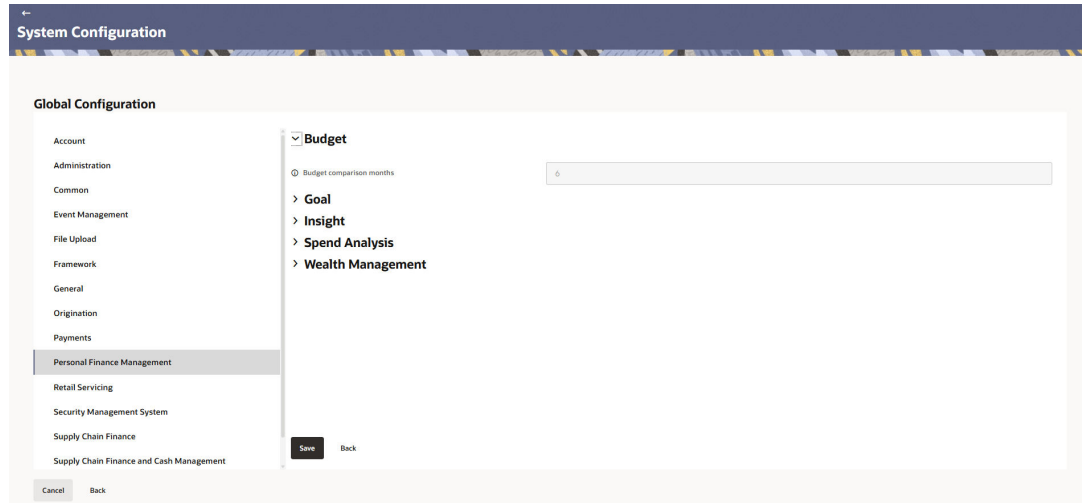 System Configuration
Global Configuration
Account
Administration
Common
Event Management
File Upload
Framework
General
Origination
Payments
Personal Finance Management
Retail Servicing
Security Management System
Supply Chain Finance
Supply Chain Finance and Cash Management
Budget
Budget comparison months
6
Goal
Insight
Spend Analysis
Wealth Management
Save Back
Cancel Back